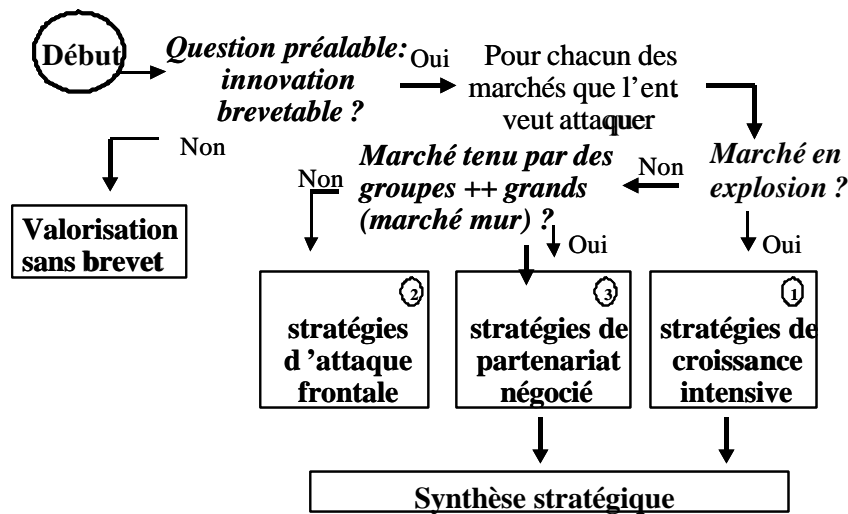 Début
Question préalable:
innovation
brevetable ?
Oui
Pour chacun des
marchés que l'ent
veut attaquer
Non
Valorisation
sans brevet
Marché en
explosion ?
Non
Oui
Marché tenu par des
groupes ++ grands
(marché mur) ?
Non
Oui
2
stratégies
d ’attaque
frontale
3
stratégies de
partenariat
négocié
1
stratégies de
croissance
intensive
Synthèse stratégique